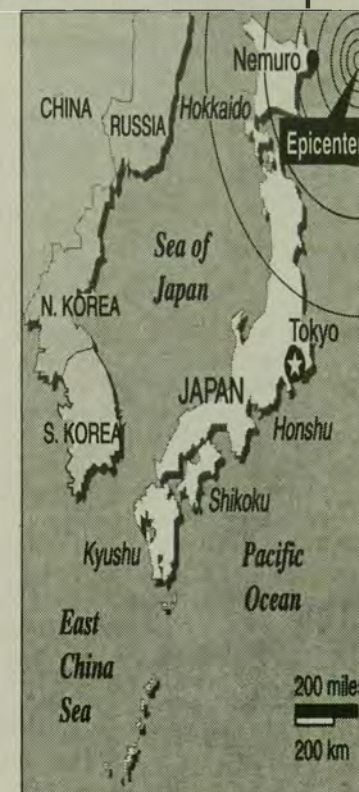 Nemuro
CHINA
RUSSIA
Hokkaido
Epicenter
Sea of
Japan
N. KOREA
Tokyo
JAPAN
S. KOREA
Honshu
Shikoku
Kyushu
Pacific
Ocean
East
China
Sea
200 mile
200 km